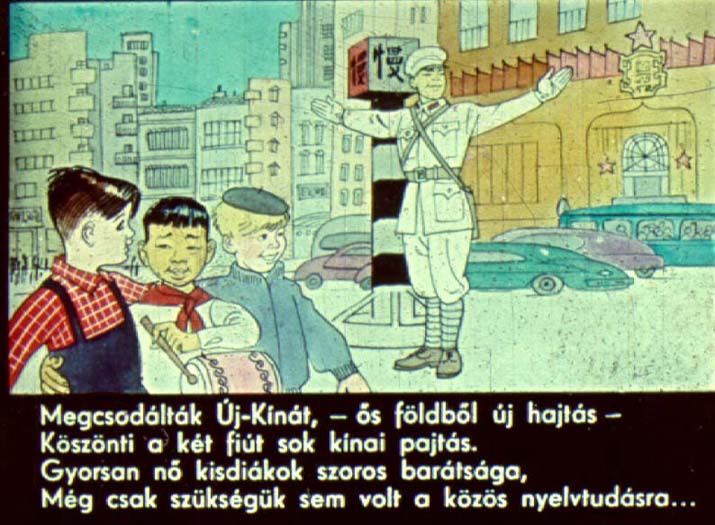 慢
Megcsodálták Új-Kínát, – ős földből új hajtás –
Köszönti a két fiút sok kínai pajtás.
Gyorsan nő kisdiákok szoros barátsága,
Még csak szükségük sem volt a közös nyelvtudásra...